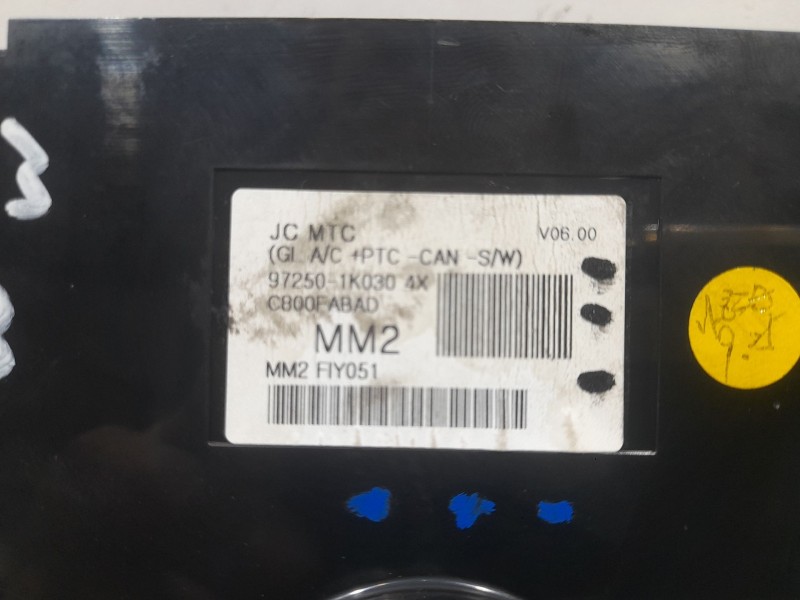 JC MTC
V06.00
(GL A/C +PTC -CAN -S/W)
97250-1K030 4X
C800FABAD
MM2
MM2 FIY051